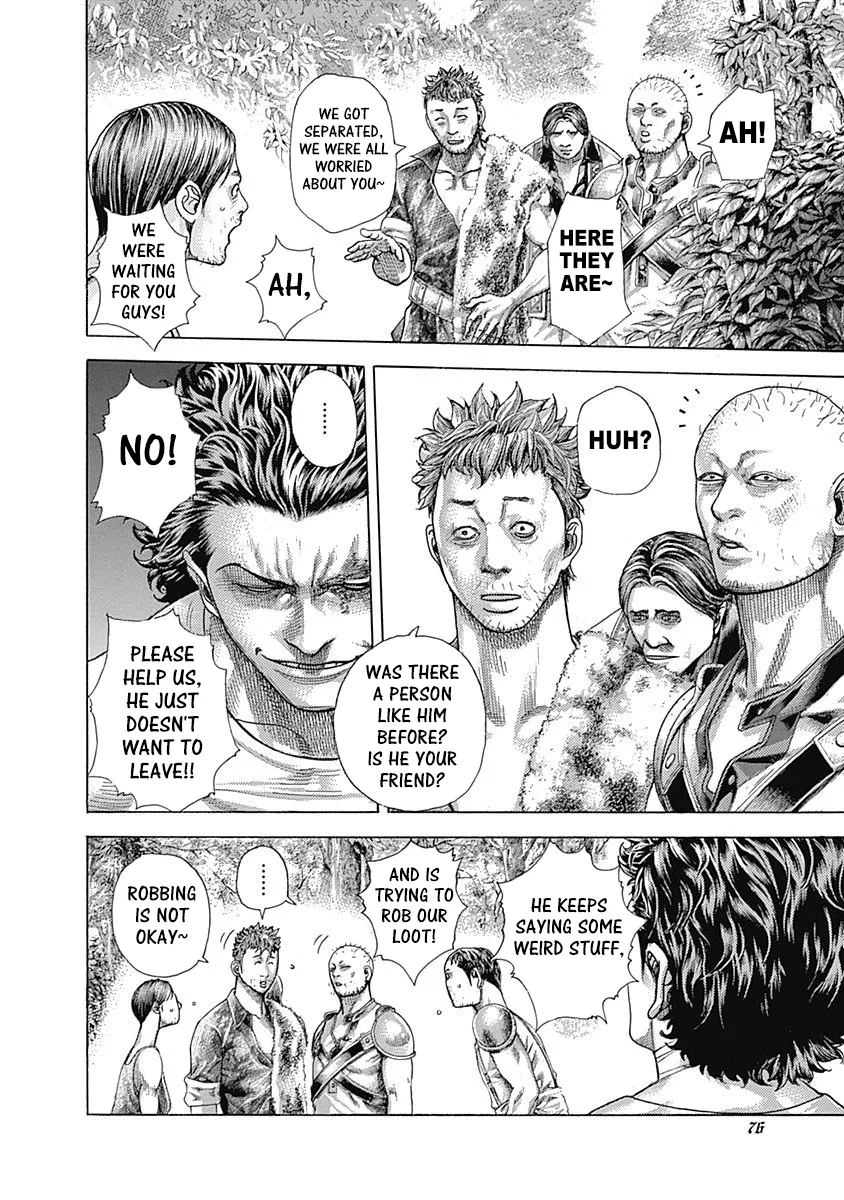 AH!
HERE
THEY
ARE~
WE GOT
SEPARATED,
WE WERE ALL
WORRIED
ABOUT YOU~
AH,
WE
WERE
WAITING
FOR YOU
GUYS!
HUH?
WAS THERE
A PERSON
LIKE HIM
BEFORE?
IS HE YOUR
FRIEND?
......
NO!
PLEASE
HELP US,
HE JUST
DOESN'T
WANT TO
LEAVE!!
HE KEEPS
SAYING SOME
WEIRD STUFF,
AND IS
TRYING TO
ROB OUR
LOOT!
......
ROBBING
IS NOT
OKAY~
76